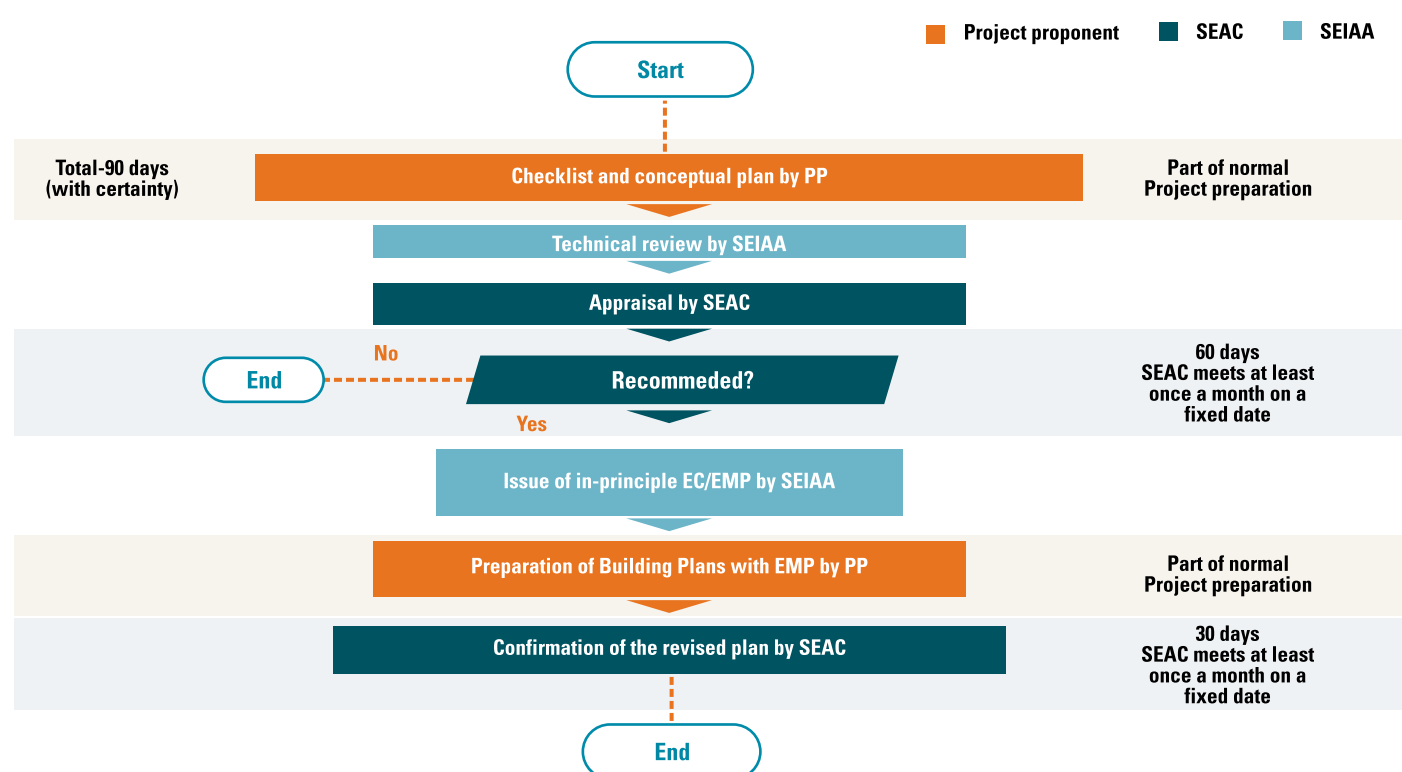 Project proponent
SEAC
SEIAA
Start
Total-90 days
(with certainty)
Checklist and conceptual plan by PP
Part of normal
Project preparation
Technical review by SEIAA
Appraisal by SEAC
No
End
Recommeded?
Yes
60 days
SEAC meets at least
once a month on a
fixed date
Issue of in-principle EC/EMP by SEIAA
Preparation of Building Plans with EMP by PP
Part of normal
Project preparation
Confirmation of the revised plan by SEAC
30 days
SEAC meets at least
once a month on a
fixed date
End